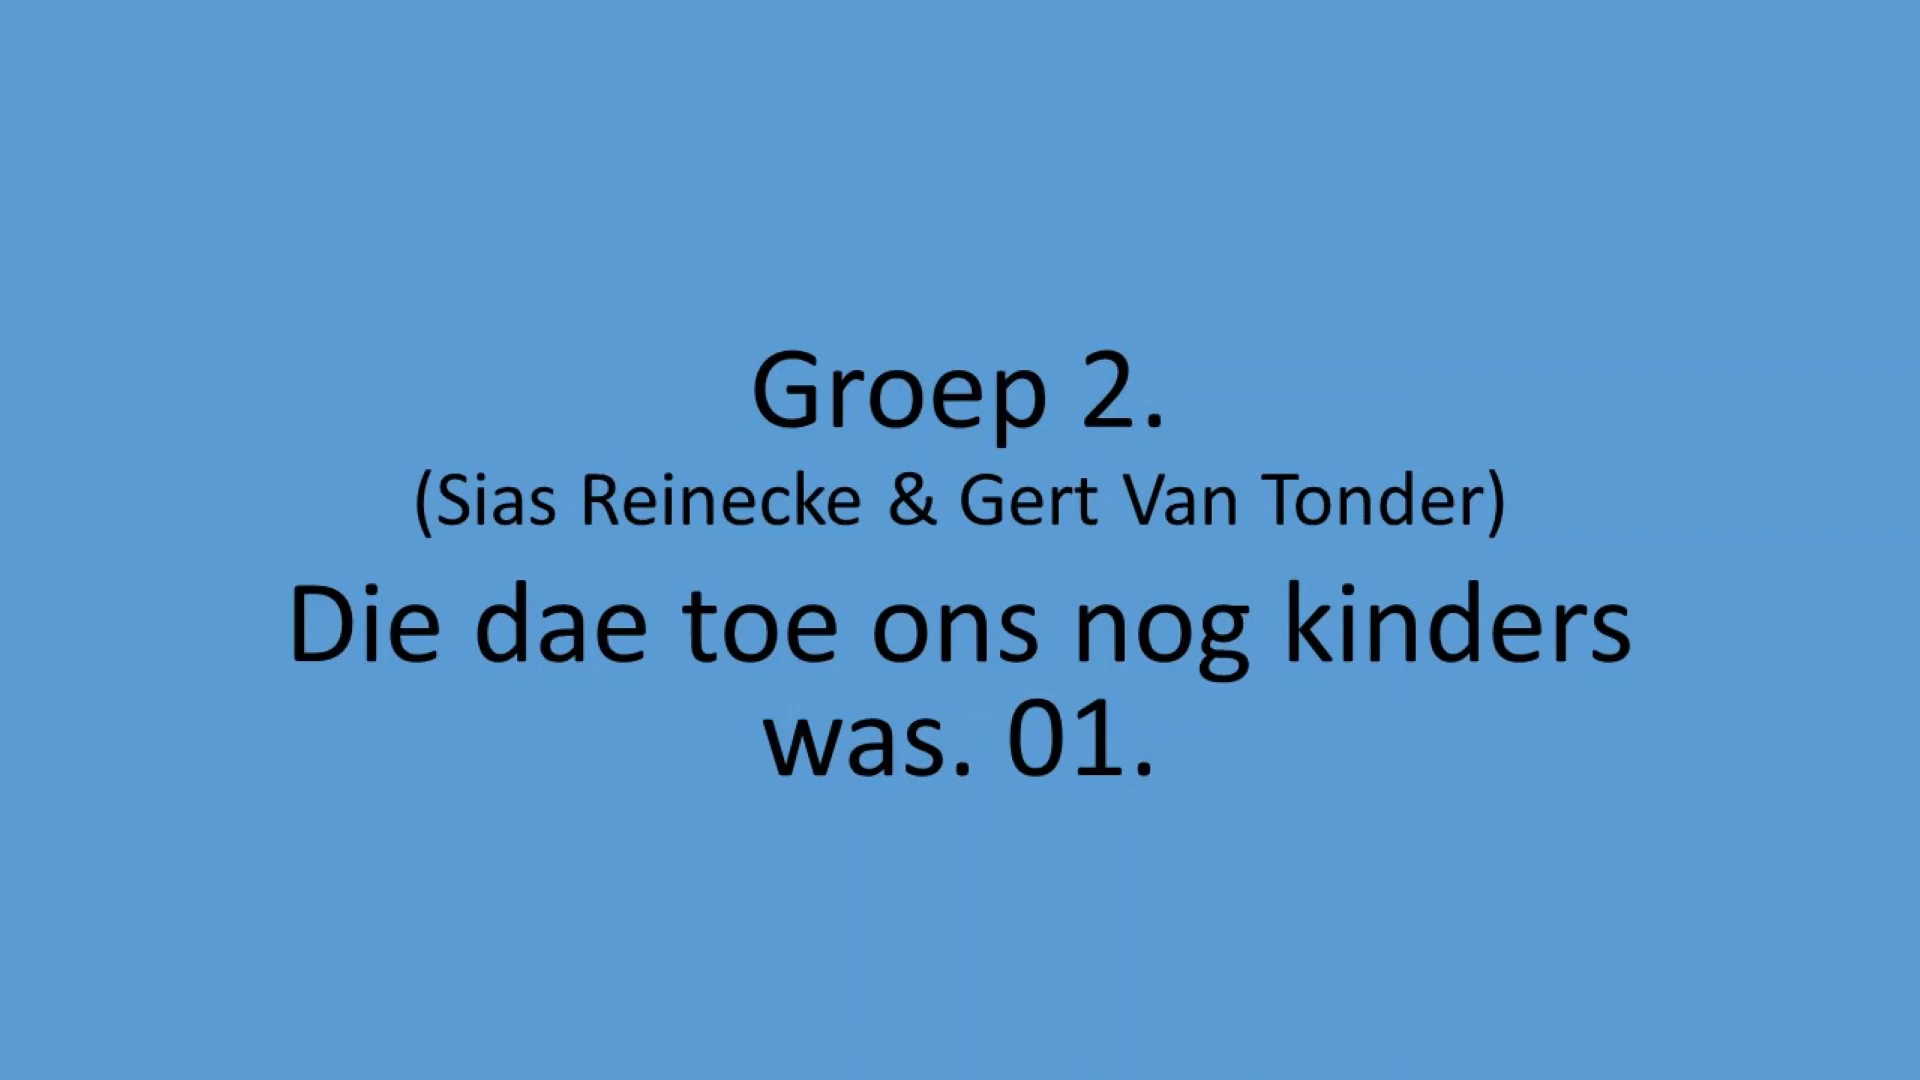 Groep 2.
(Sias Reinecke & Gert Van Tonder)
Die dae toe ons nog kinders
was. 01.